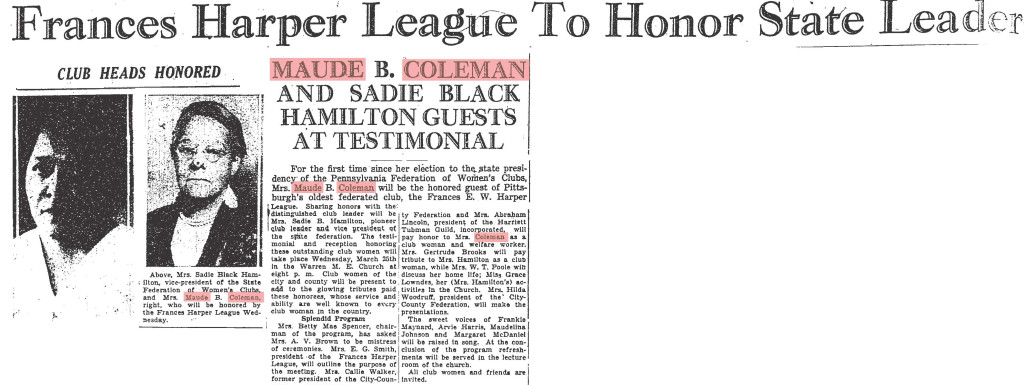 Frances Harper League To Honor State Leader
CLUB HEADS HONORED
Above, Mrs. Sadie Black Ham-
ilton, vice-president of the State
Federation of Women's Clubs,
and Mrs. Maude B. Coleman,
right, who will be honored by
the Frances Harper League Wed-
nesday.
MAUDE B. COLEMAN
AND SADIE BLACK
HAMILTON GUESTS
AT TESTIMONIAL
For the first time since her election to the state presi-
dency of the Pennsylvania Federation of Women's Clubs,
Mrs. Maude B. Coleman will be the honored guest of Pitts-
burgh's oldest federated club, the Frances E. W. Harper
League. Sharing honors with the
distinguished club leader will be
Mrs. Sadie B. Hamilton, pioneer
club leader and vice president of
the state federation. The testi-
monial and reception honoring
these outstanding club women will
take place Wednesday, March 25th
in the Warren M. E. Church at
eight p. m. Club women of the
city and county will be present to
add to the glowing tributes paid
these honorees, whose service and
ability are well known to every
club woman in the country.
Splendid Program
Mrs. Betty Mae Spencer, chair-
man of the program, has asked
Mrs. A. V. Brown to be mistress
of ceremonies. Mrs. E. G. Smith,
president of the Frances Harper
League, will outline the purpose of
the meeting. Mrs. Callie Walker,
former president of the City-Coun-
ty Federation and Mrs. Abraham
Lincoln, president of the Harriett
Tubman Guild, incorporated, will
pay honor to Mrs. Coleman as a
club woman and welfare worker.
Mrs. Gertrude Brooks will pay
tribute to Mrs. Hamilton as a club
woman, while Mrs. W. T. Poole will
discuss her home life; Miss Grace
Lowndes, her (Mrs. Hamilton's) ac-
tivities in the Church. Mrs. Hilda
Woodruff, president of the City-
County Federation, will make the
presentations.
The sweet voices of Frankie
Maynard, Arvie Harris, Maudelina
Johnson and Margaret McDaniel
will be raised in song. At the con-
clusion of the program refresh-
ments will be served in the lecture
room of the church.
All club women and friends are
invited.